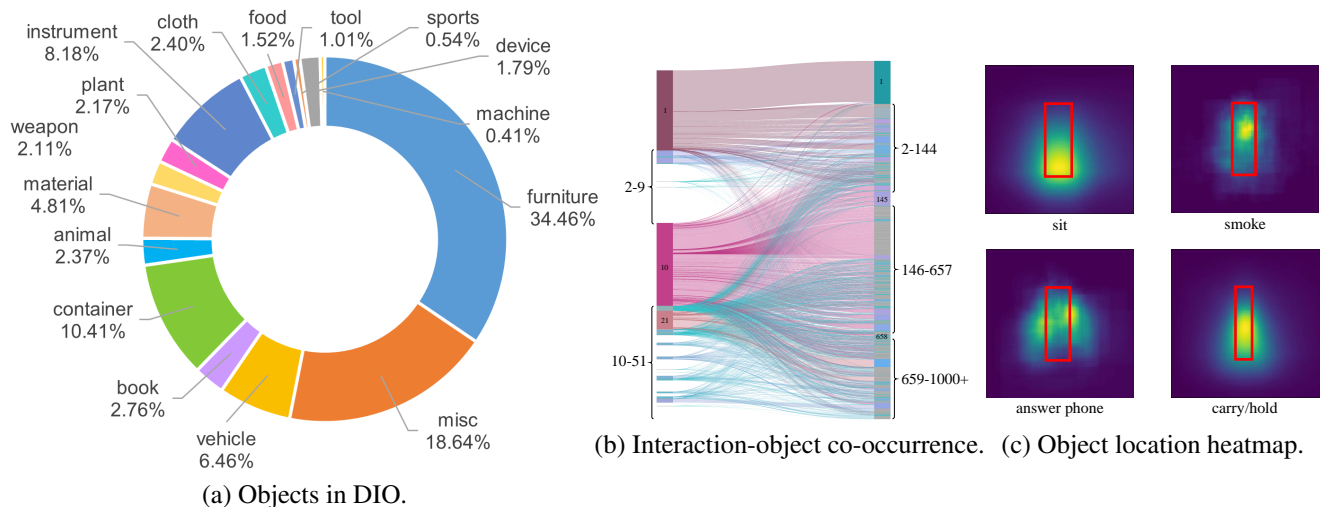 furniture
34.46%
misc
18.64%
vehicle
6.46%
book
2.76%
container
10.41%
animal
2.37%
material
4.81%
weapon
2.11%
plant
2.17%
instrument
8.18%
cloth
2.40%
food
1.52%
tool
1.01%
sports
0.54%
device
1.79%
machine
0.41%
(a) Objects in DIO.
1
2-9
10
21
10-51
1
2-144
145
146-657
658
659-1000+
(b) Interaction-object co-occurrence.
sit
smoke
answer phone
carry/hold
(c) Object location heatmap.